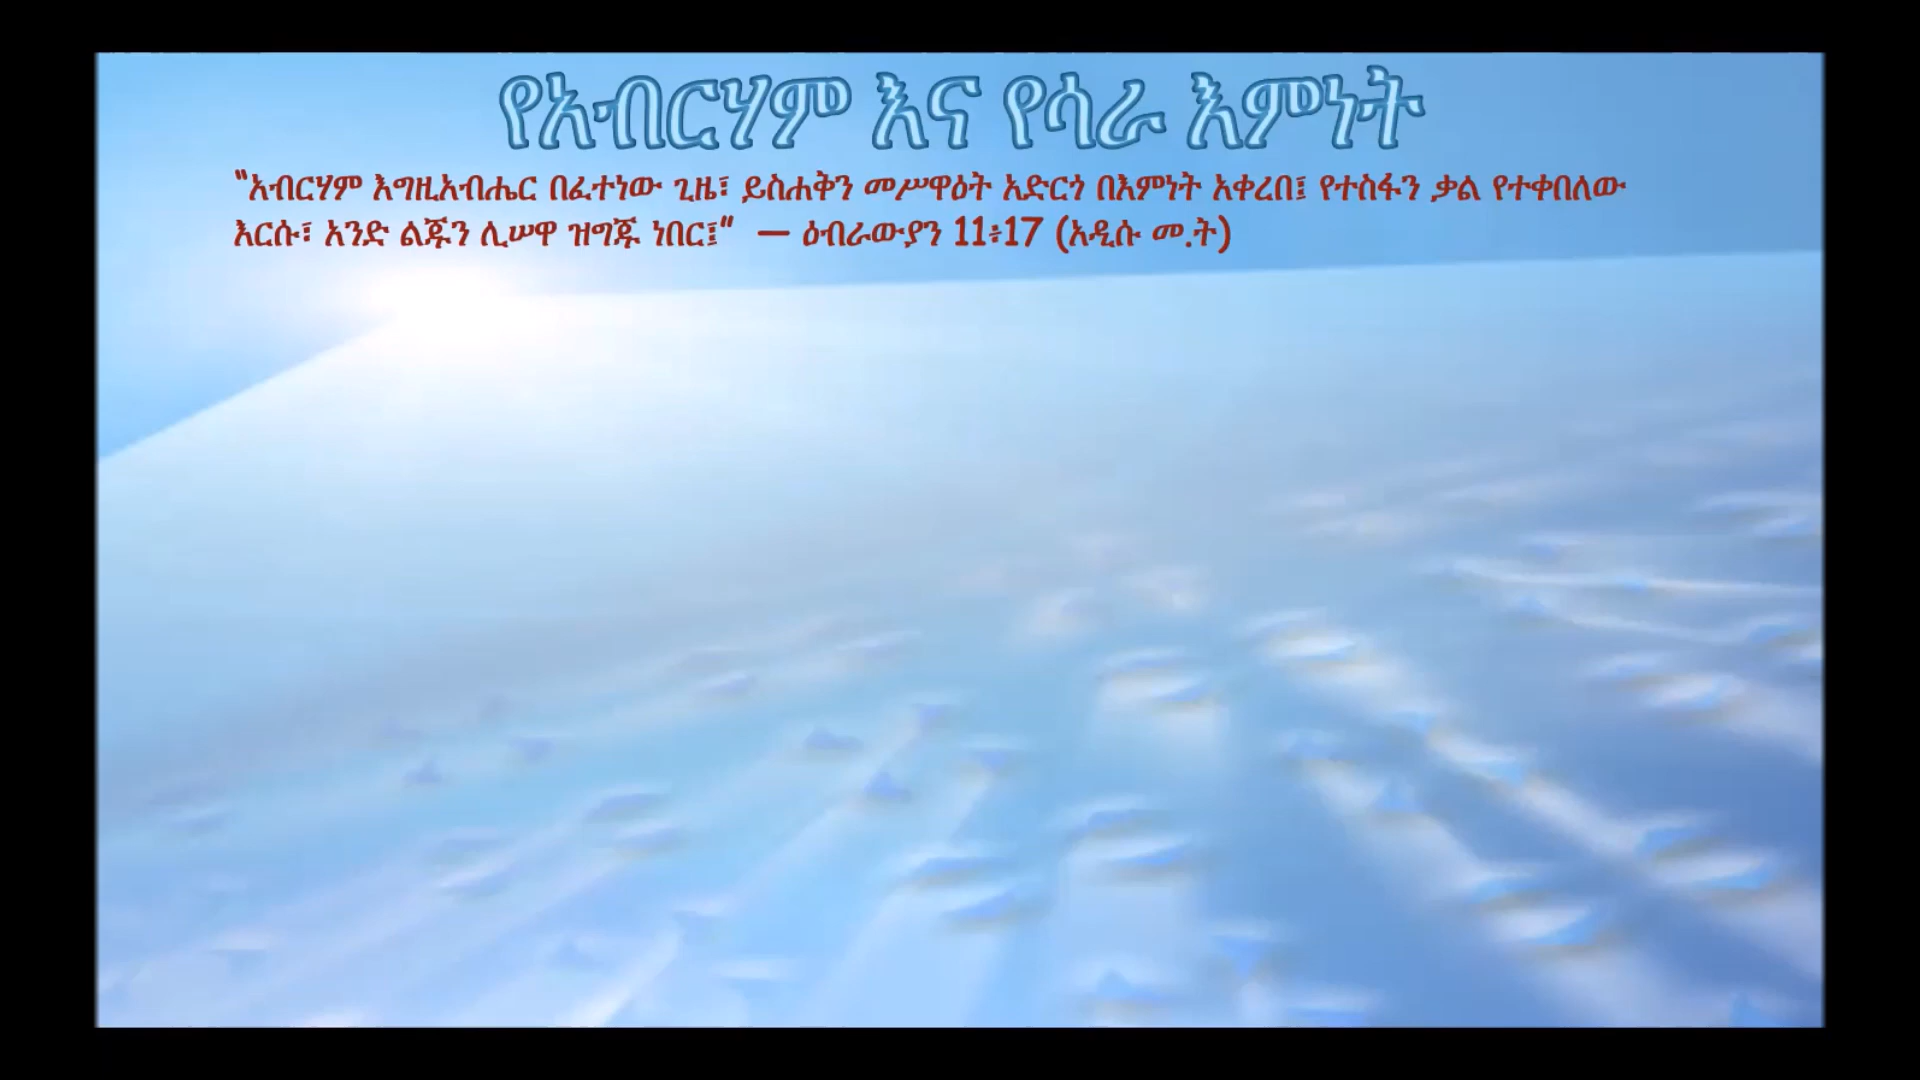 የአብርሃም እና የሳራ እምነት
"አብርሃም እግዚአብሔር በፈተነው ጊዜ፣ ይስሐቅን መሥዋዕት አድርጎ በእምነት አቀረበ፤ የተስፋን ቃል የተቀበለው
እርሱ፣ አንድ ልጁን ሊሠዋ ዝግጁ ነበር፤" — ዕብራውያን 11፥17 (አዲሱ መ.ት)